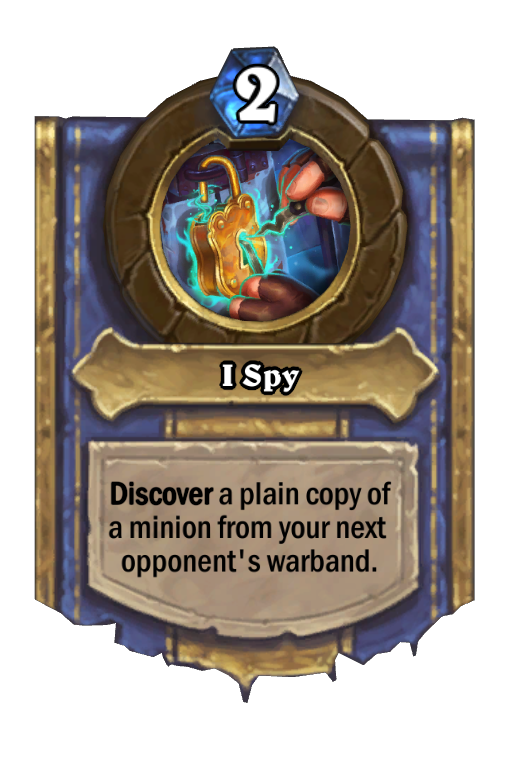 2
I Spy
Discover a plain copy of
a minion from your next
opponent's warband.